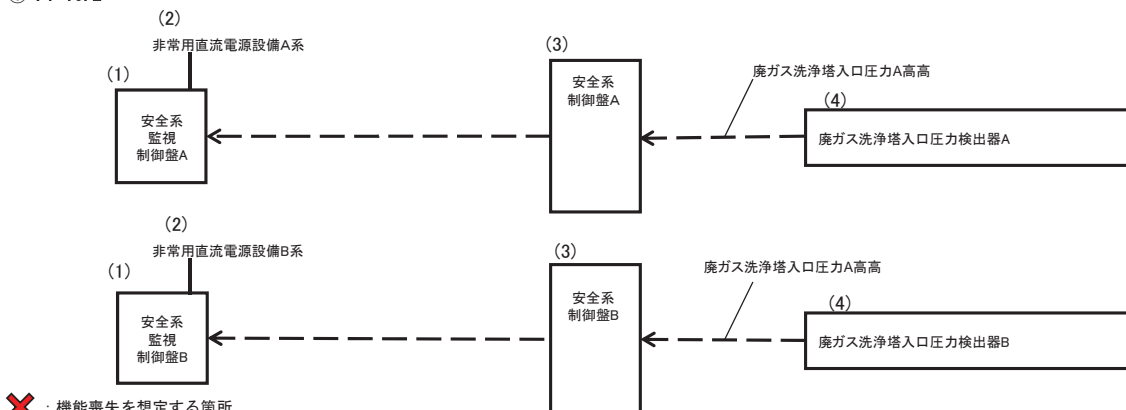 (2)
非常用直流電源設備A系
(1)
安全系
監視
制御盤A
(3)
安全系
制御盤A
廃ガス洗浄塔入口圧力A高高
(4)
廃ガス洗浄塔入口圧力検出器A
(2)
非常用直流電源設備B系
(1)
安全系
監視
制御盤B
(3)
安全系
制御盤B
廃ガス洗浄塔入口圧力A高高
(4)
廃ガス洗浄塔入口圧力検出器B
：機能喪失を想定する箇所